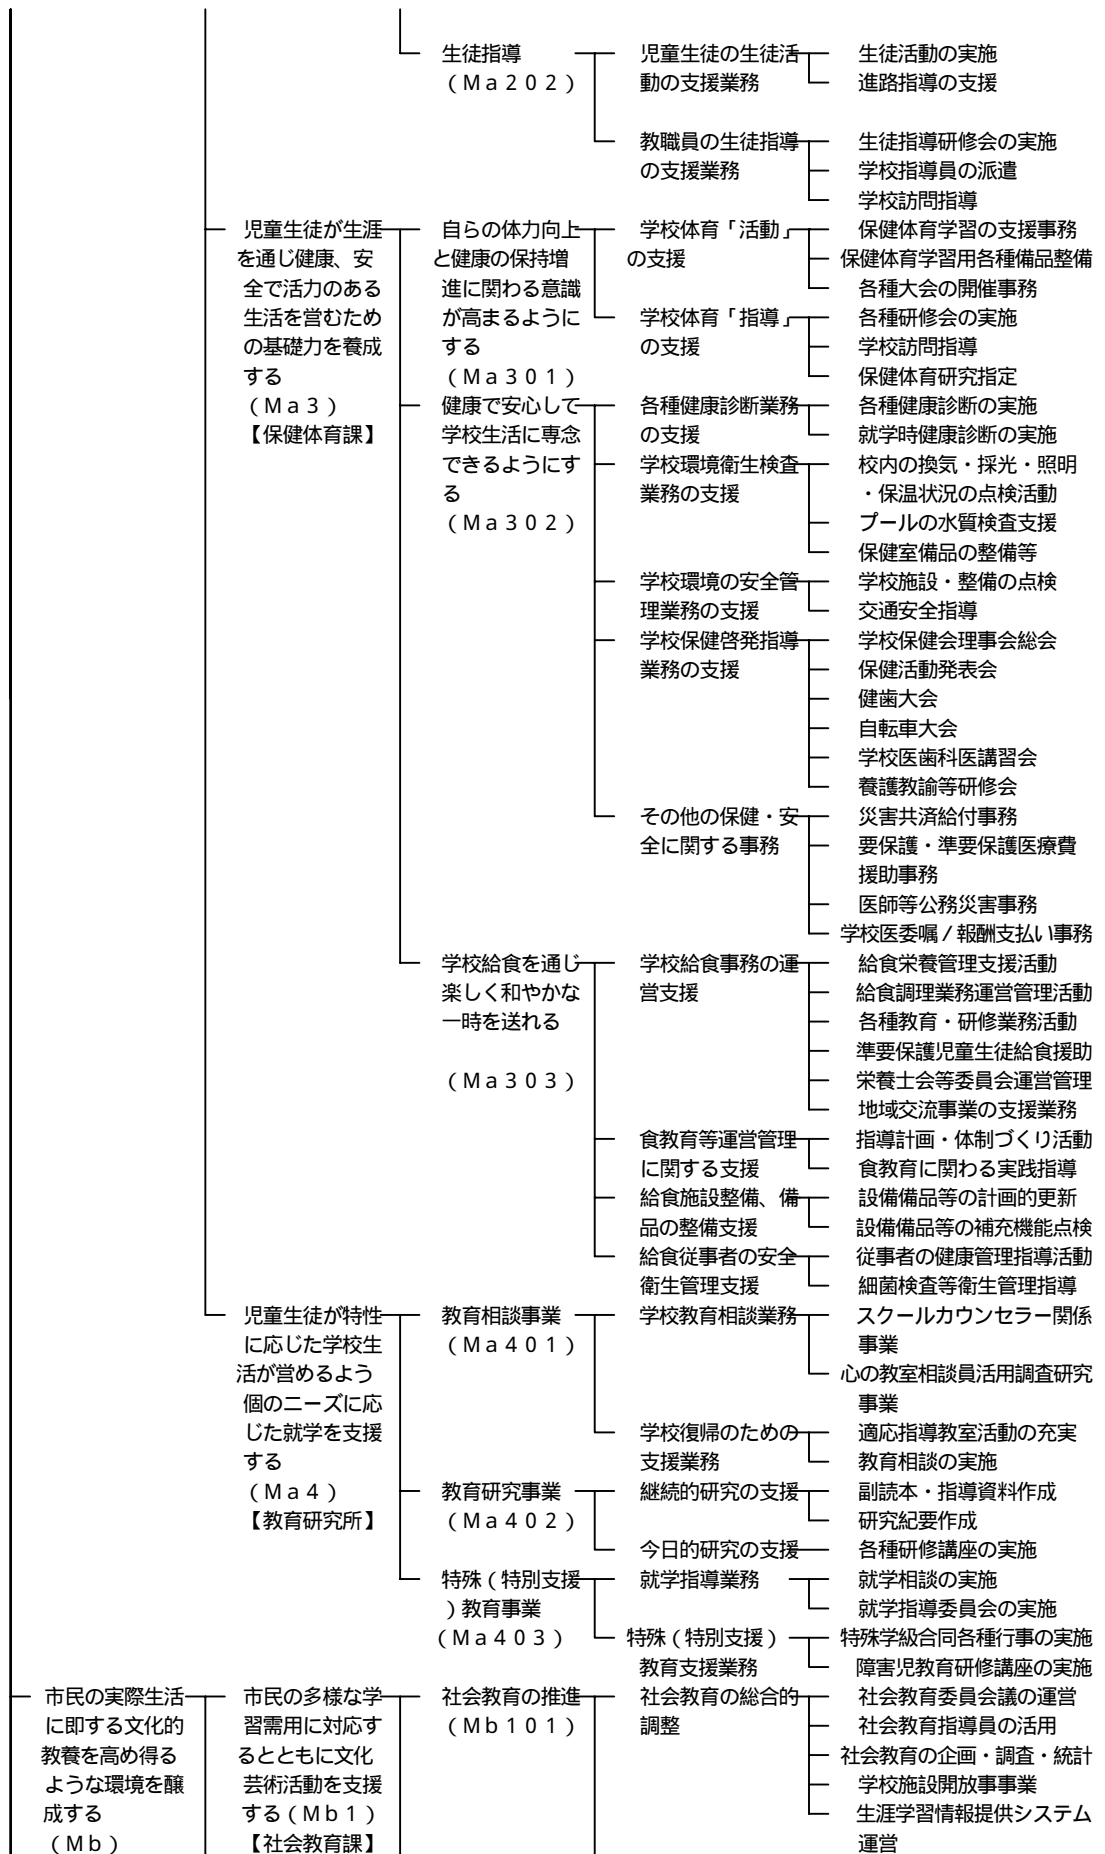 生徒指導
(Ma202)
児童生徒の生徒活
動の支援業務
生徒活動の実施
進路指導の支援
教職員の生徒指導
の支援業務
生徒指導研修会の実施
学校指導員の派遣
学校訪問指導
児童生徒が生涯
を通じ健康、安
全で活力のある
生活を営むため
の基礎力を養成
する
(Ma3)
【保健体育課】
自らの体力向上
と健康の保持増
進に関わる意識
が高まるように
する
(Ma301)
学校体育「活動」
の支援
保健体育学習の支援事務
保健体育学習用各種備品整備
各種大会の開催事務
学校体育「指導」
の支援
各種研修会の実施
学校訪問指導
保健体育研究指定
健康で安心して
学校生活に専念
できるようにす
る
(Ma302)
各種健康診断業務
の支援
各種健康診断の実施
就学時健康診断の実施
学校環境衛生検査
業務の支援
校内の換気・採光・照明
・保温状況の点検活動
プールの水質検査支援
保健室備品の整備等
学校環境の安全管
理業務の支援
学校施設・整備の点検
交通安全指導
学校保健啓発指導
業務の支援
学校保健会理事会総会
保健活動発表会
健歯大会
自転車大会
学校医歯科医講習会
養護教諭等研修会
その他の保健・安
全に関する事務
災害共済給付事務
要保護・準要保護医療費
援助事務
医師等公務災害事務
学校医委嘱/報酬支払い事務
学校給食を通じ
楽しく和やかな
一時を送れる
(Ma303)
学校給食事務の運
営支援
給食栄養管理支援活動
給食調理業務運営管理活動
各種教育・研修業務活動
準要保護児童生徒給食援助
栄養士会等委員会運営管理
地域交流事業の支援業務
食教育等運営管理
に関する支援
指導計画・体制づくり活動
食教育に関わる実践指導
給食施設整備、備
品の整備支援
設備備品等の計画的更新
設備備品等の補充機能点検
給食従事者の安全
衛生管理支援
従事者の健康管理指導活動
細菌検査等衛生管理指導
児童生徒が特性
に応じた学校生
活が営めるよう
個のニーズに応
じた就学を支援
する
(Ma4)
【教育研究所】
教育相談事業
(Ma401)
学校教育相談業務
スクールカウンセラー関係
事業
心の教室相談員活用調査研究
事業
学校復帰のための
支援業務
適応指導教室活動の充実
教育相談の実施
教育研究事業
(Ma402)
継続的研究の支援
副読本・指導資料作成
研究紀要作成
今日的研究の支援
各種研修講座の実施
特殊(特別支援
)教育事業
(Ma403)
就学指導業務
就学相談の実施
就学指導委員会の実施
特殊(特別支援)
教育支援業務
特殊学級合同各種行事の実施
障害児教育研修講座の実施
市民の実際生活
に即する文化的
教養を高め得る
ような環境を醸
成する
(Mb)
市民の多様な学
習需用に対応す
るとともに文化
芸術活動を支援
する(Mb1)
【社会教育課】
社会教育の推進
(Mb101)
社会教育の総合的
調整
社会教育委員会議の運営
社会教育指導員の活用
社会教育の企画・調査・統計
学校施設開放事事業
生涯学習情報提供システム
運営